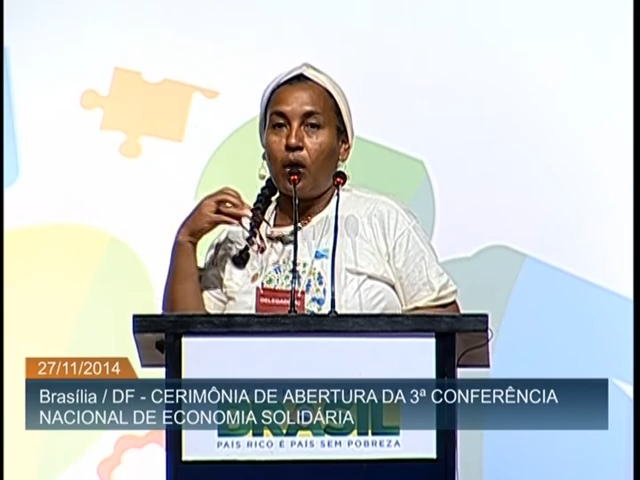 DELEGADO(A)
27/11/2014
Brasília / DF - CERIMÔNIA DE ABERTURA DA 3ª CONFERÊNCIA
NACIONAL DE ECONOMIA SOLIDÁRIA
BRASIL
PAÍS RICO É PAÍS SEM POBREZA